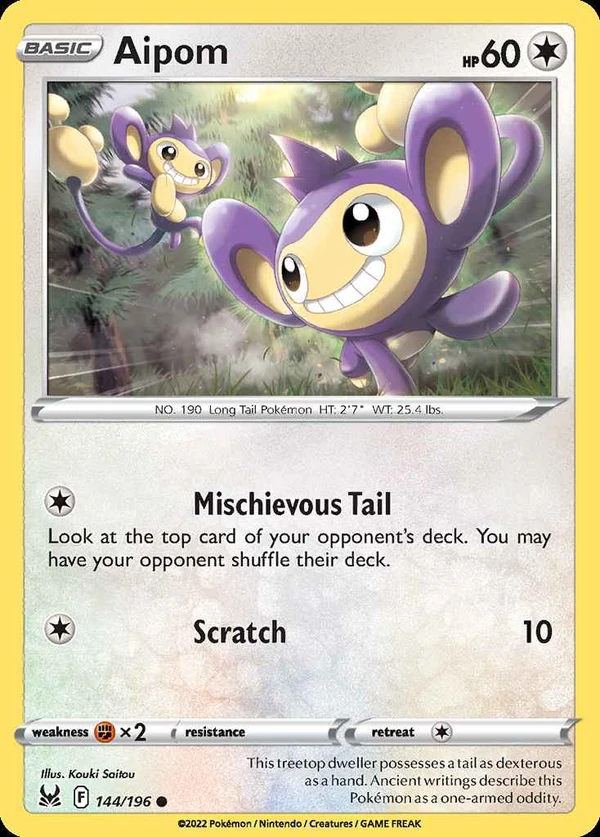 BASIC Aipom HP 60
NO. 190 Long Tail Pokémon HT: 2'7" WT: 25.4 lbs.
Mischievous Tail
Look at the top card of your opponent's deck. You may
have your opponent shuffle their deck.
Scratch 10
weakness ×2 resistance retreat
This treetop dweller possesses a tail as dexterous
as a hand. Ancient writings describe this
Pokémon as a one-armed oddity.
Illus. Kouki Saitou
F 144/196
©2022 Pokémon / Nintendo / Creatures / GAME FREAK